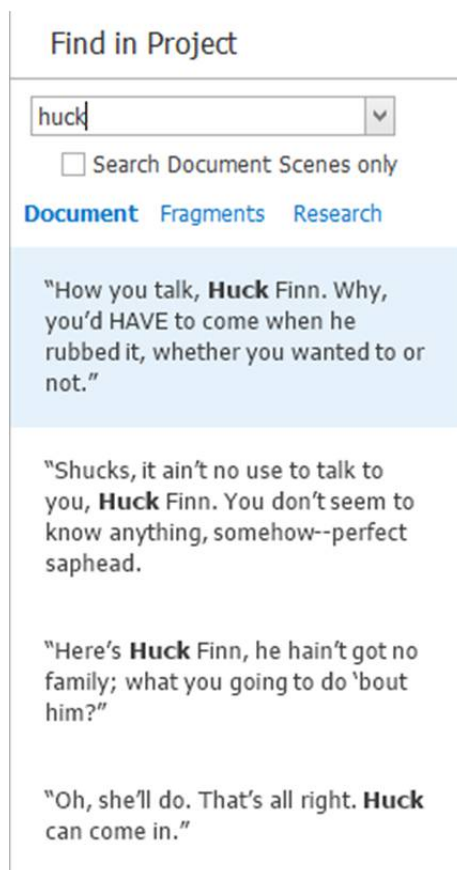 Find in Project
huck
Search Document Scenes only
Document Fragments Research
“How you talk, Huck Finn. Why,
you’d HAVE to come when he
rubbed it, whether you wanted to or
not.”
“Shucks, it ain’t no use to talk to
you, Huck Finn. You don’t seem to
know anything, somehow--perfect
saphead.
“Here’s Huck Finn, he hain’t got no
family; what you going to do ‘bout
him?”
“Oh, she’ll do. That’s all right. Huck
can come in.”